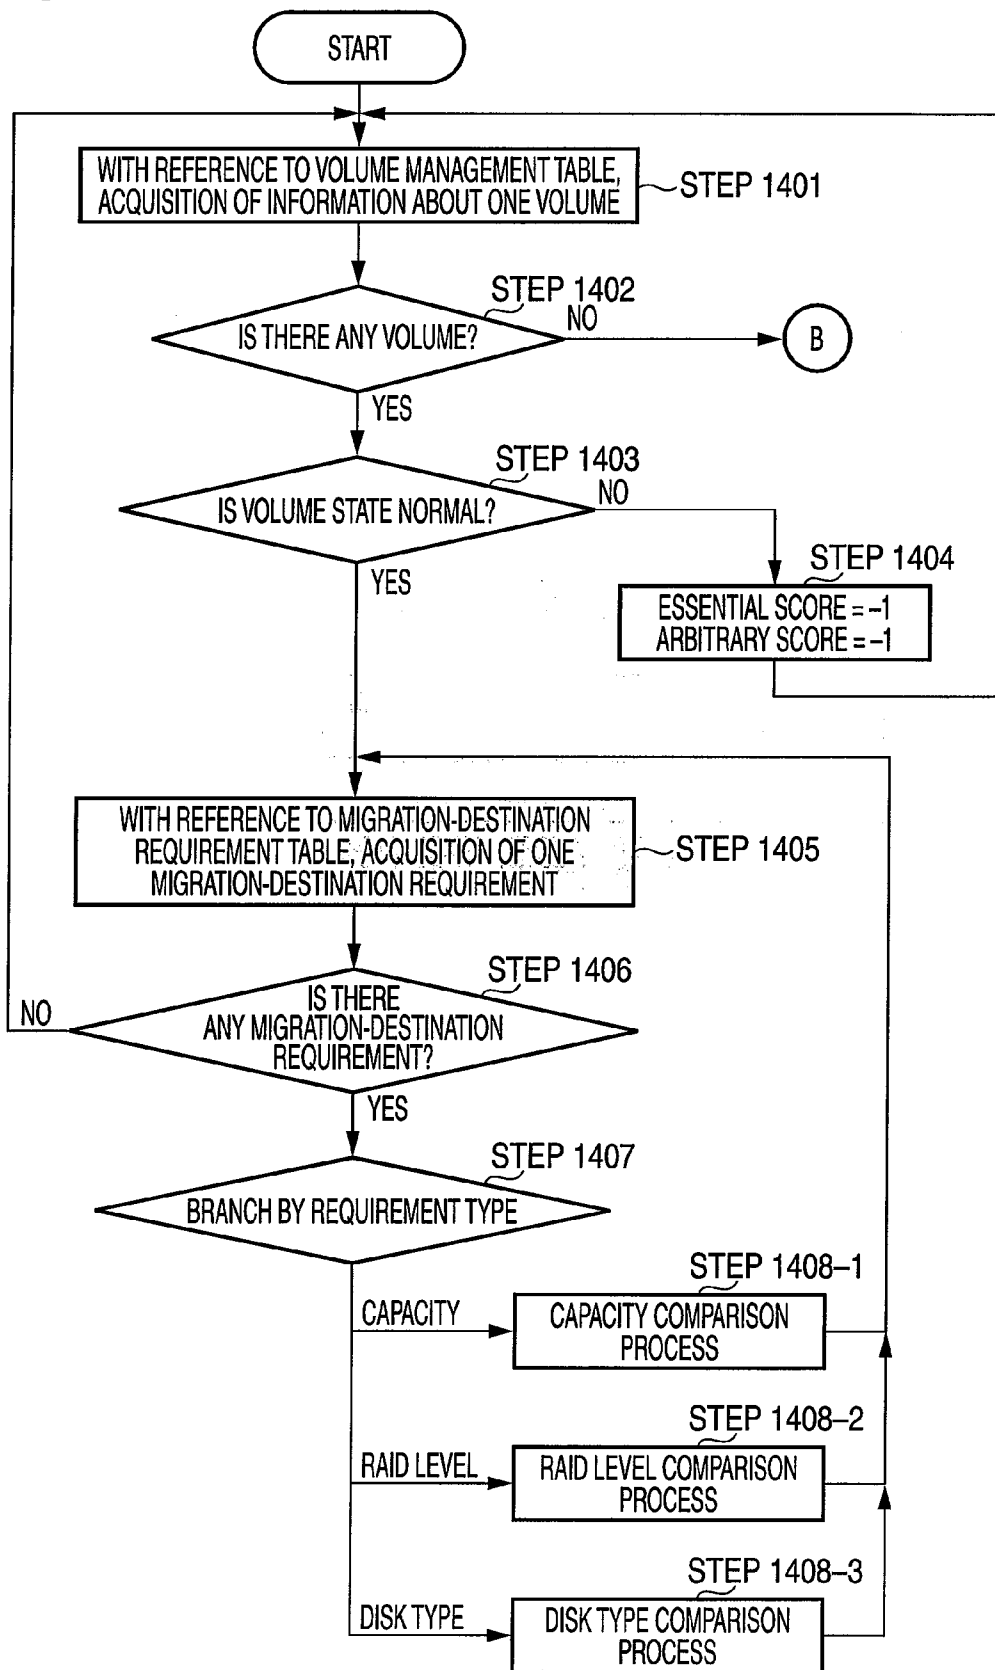 START
WITH REFERENCE TO VOLUME MANAGEMENT TABLE,
ACQUISITION OF INFORMATION ABOUT ONE VOLUME
STEP 1401
STEP 1402
IS THERE ANY VOLUME?
NO
B
YES
STEP 1403
IS VOLUME STATE NORMAL?
NO
YES
STEP 1404
ESSENTIAL SCORE = –1
ARBITRARY SCORE = –1
WITH REFERENCE TO MIGRATION-DESTINATION
REQUIREMENT TABLE, ACQUISITION OF ONE
MIGRATION-DESTINATION REQUIREMENT
STEP 1405
STEP 1406
IS THERE
ANY MIGRATION-DESTINATION
REQUIREMENT?
NO
YES
STEP 1407
BRANCH BY REQUIREMENT TYPE
STEP 1408–1
CAPACITY
CAPACITY COMPARISON
PROCESS
STEP 1408–2
RAID LEVEL
RAID LEVEL COMPARISON
PROCESS
STEP 1408–3
DISK TYPE
DISK TYPE COMPARISON
PROCESS